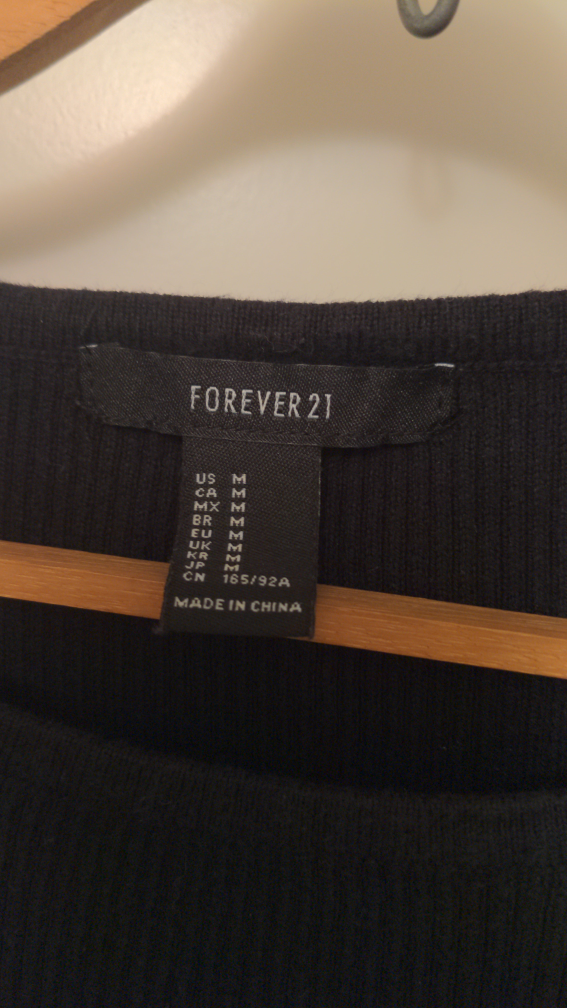 FOREVER 21
US M
CA M
MX M
BR M
EU M
UK M
KR M
JP M
CN 165/92A
MADE IN CHINA